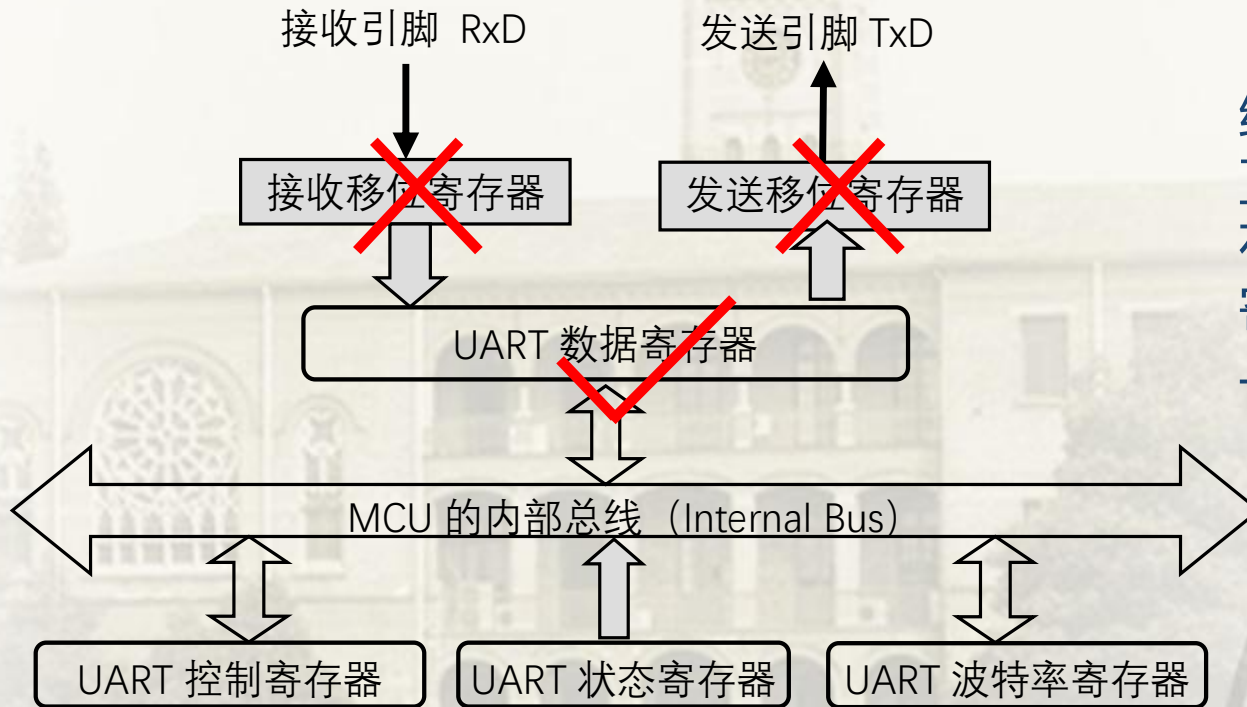 接收引脚 RxD
发送引脚 TxD
接收移位寄存器
发送移位寄存器
UART 数据寄存器
MCU 的内部总线（Internal Bus）
UART 控制寄存器
UART 状态寄存器
UART 波特率寄存器